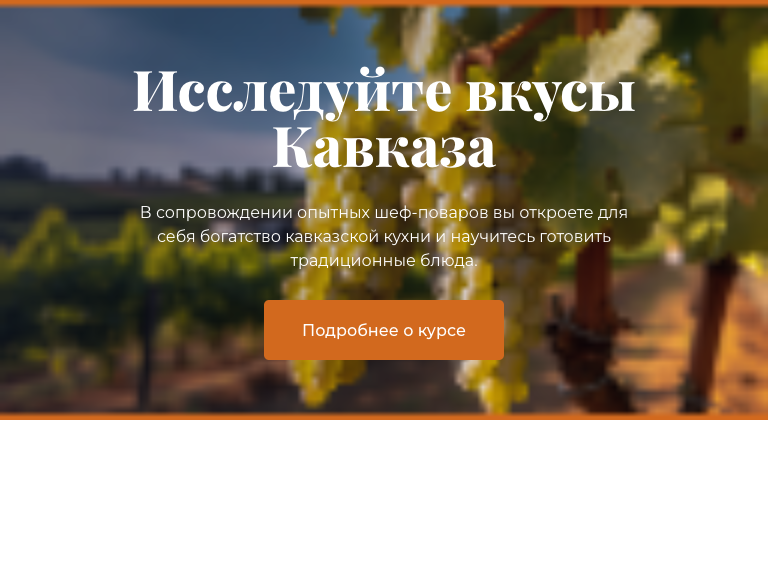 Исследуйте вкусы
Кавказа
В сопровождении опытных шеф-поваров вы откроете для
себя богатство кавказской кухни и научитесь готовить
традиционные блюда.
Подробнее о курсе